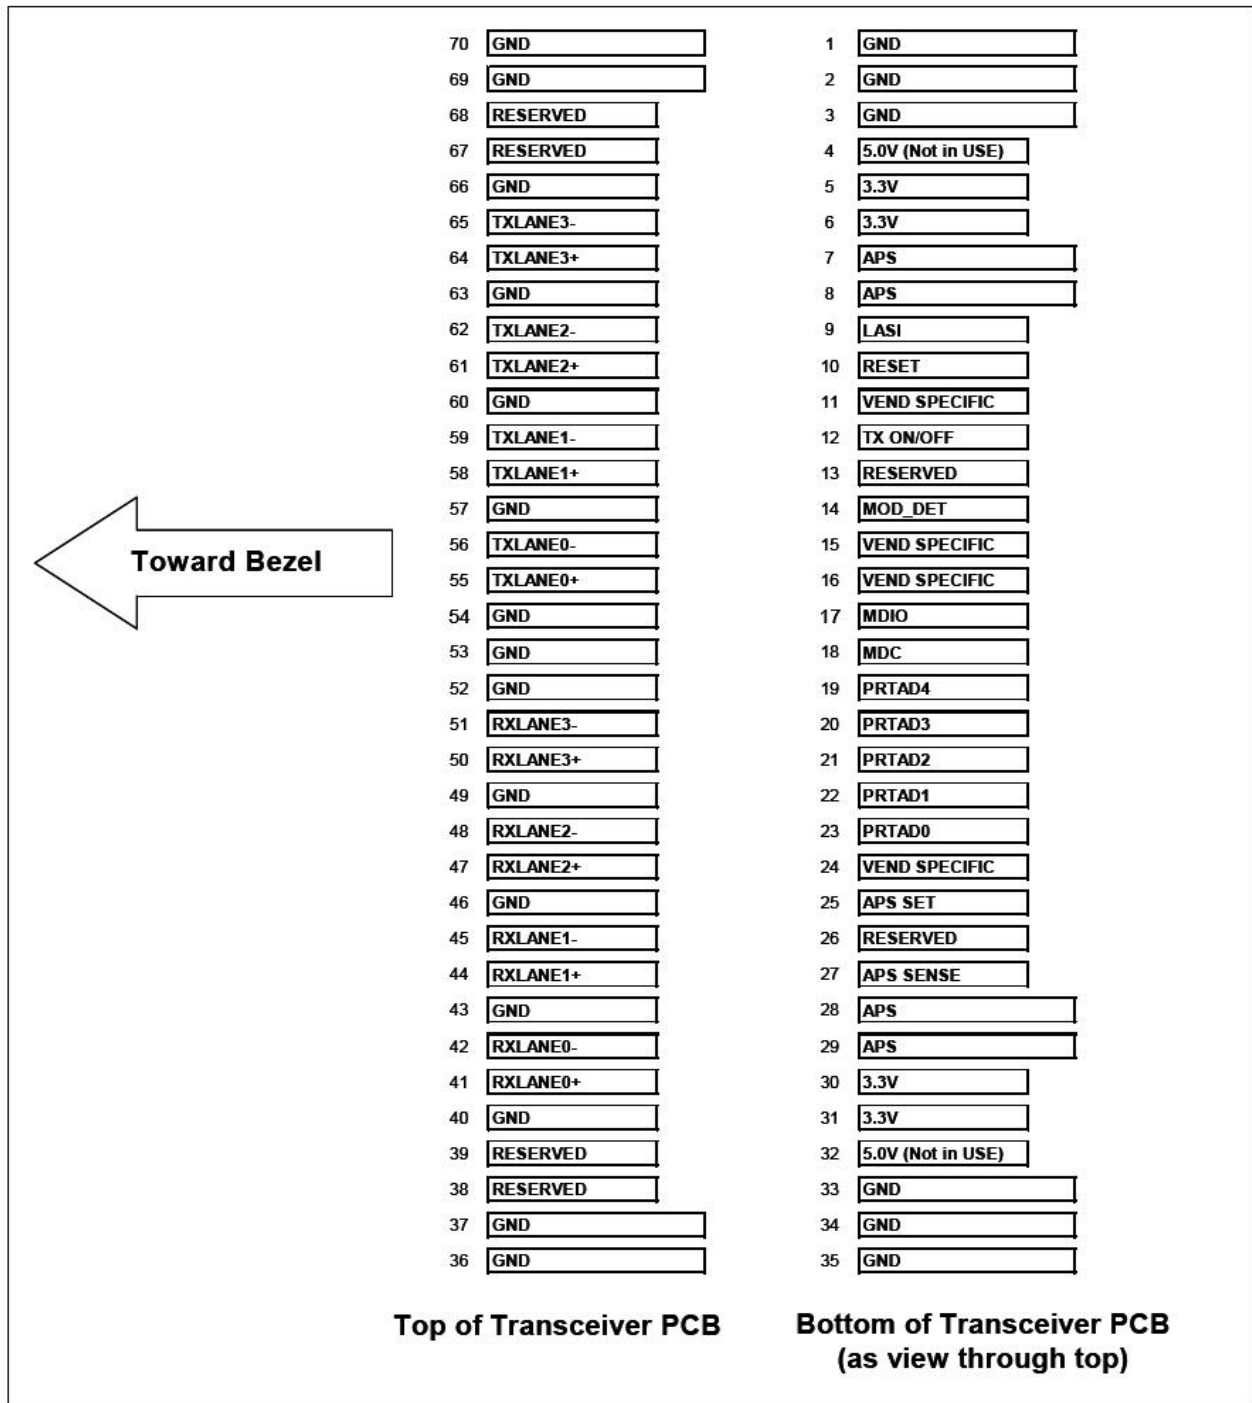 70 GND 1 GND
69 GND 2 GND
68 RESERVED 3 GND
67 RESERVED 4 5.0V (Not in USE)
66 GND 5 3.3V
65 TXLANE3- 6 3.3V
64 TXLANE3+ 7 APS
63 GND 8 APS
62 TXLANE2- 9 LASI
61 TXLANE2+ 10 RESET
60 GND 11 VEND SPECIFIC
59 TXLANE1- 12 TX ON/OFF
58 TXLANE1+ 13 RESERVED
57 GND 14 MOD_DET
56 TXLANE0- 15 VEND SPECIFIC
Toward Bezel
55 TXLANE0+ 16 VEND SPECIFIC
54 GND 17 MDIO
53 GND 18 MDC
52 GND 19 PRTAD4
51 RXLANE3- 20 PRTAD3
50 RXLANE3+ 21 PRTAD2
49 GND 22 PRTAD1
48 RXLANE2- 23 PRTAD0
47 RXLANE2+ 24 VEND SPECIFIC
46 GND 25 APS SET
45 RXLANE1- 26 RESERVED
44 RXLANE1+ 27 APS SENSE
43 GND 28 APS
42 RXLANE0- 29 APS
41 RXLANE0+ 30 3.3V
40 GND 31 3.3V
39 RESERVED 32 5.0V (Not in USE)
38 RESERVED 33 GND
37 GND 34 GND
36 GND 35 GND
Top of Transceiver PCB
Bottom of Transceiver PCB
(as view through top)